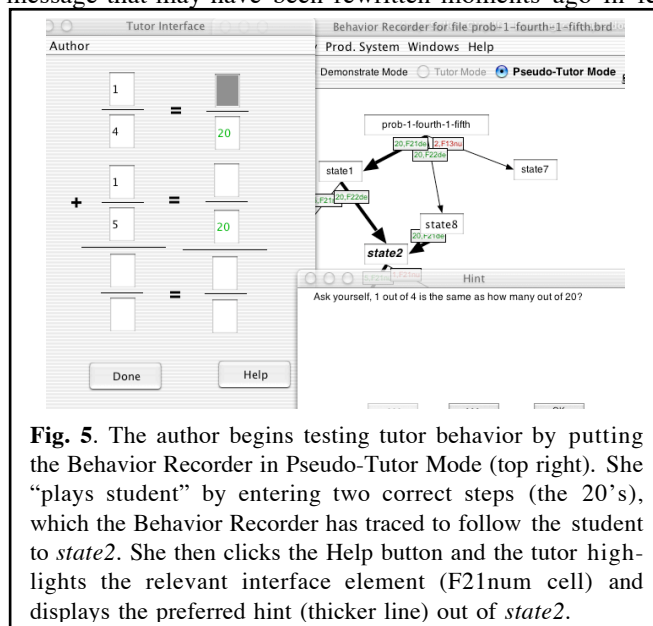 message that may have been rewritten moments ago in
Tutor Interface
Author
1
4
=
20
+
1
5
=
20
=
Done
Help
Behavior Recorder for file prob-1-fourth-1-fifth.brd
Prod. System Windows Help
Demonstrate Mode Tutor Mode Pseudo-Tutor Mode
prob-1-fourth-1-fifth
20,F21de
2,F13nu
20,F22de
state1
state7
20,F22de
state8
20,F21de
state2
Hint
Ask yourself, 1 out of 4 is the same as how many out of 20?
Fig. 5. The author begins testing tutor behavior by putting
the Behavior Recorder in Pseudo-Tutor Mode (top right). She
“plays student” by entering two correct steps (the 20’s),
which the Behavior Recorder has traced to follow the student
to state2. She then clicks the Help button and the tutor high-
lights the relevant interface element (F21num cell) and
displays the preferred hint (thicker line) out of state2.